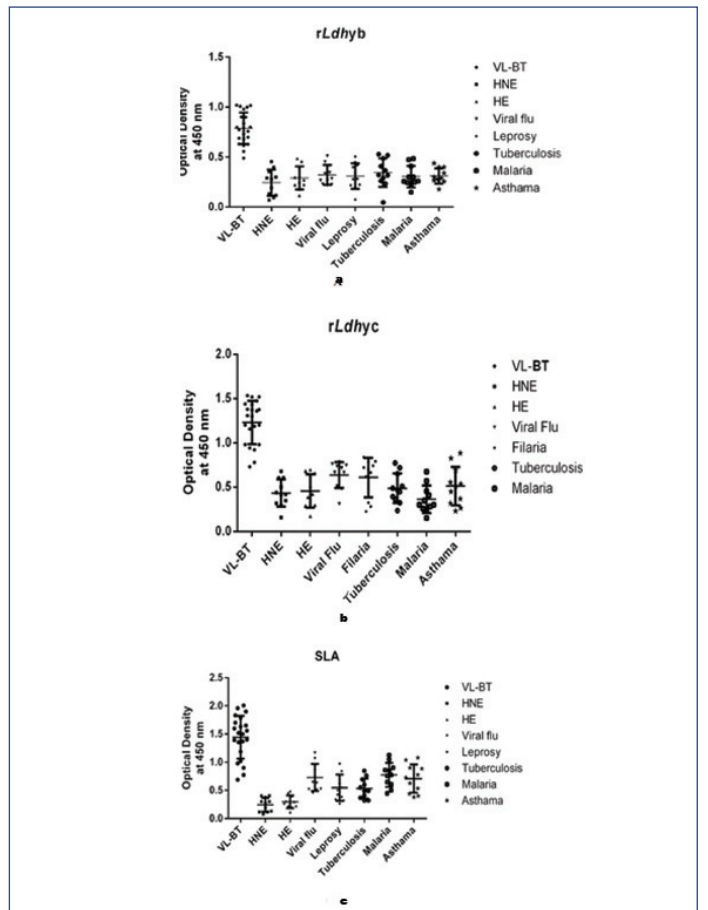 rLdhyb
Optical Density
at 450 nm
1.5
1.0
0.5
0.0
VL-BT
HNE
HE
Viral flu
Leprosy
Tuberculosis
Malaria
Asthama
VL-BT
HNE
HE
Viral flu
Leprosy
Tuberculosis
Malaria
Asthama
a
rLdhyc
Optical Density
at 450 nm
2.0
1.5
1.0
0.5
0.0
VL-BT
HNE
HE
Viral Flu
Filaria
Tuberculosis
Malaria
Asthama
VL-BT
HNE
HE
Viral Flu
Filaria
Tuberculosis
Malaria
b
SLA
Optical Density
at 450 nm
2.5
2.0
1.5
1.0
0.5
0.0
VL-BT
HNE
HE
Viral flu
Leprosy
Tuberculosis
Malaria
Asthama
VL-BT
HNE
HE
Viral flu
Leprosy
Tuberculosis
Malaria
Asthama
c